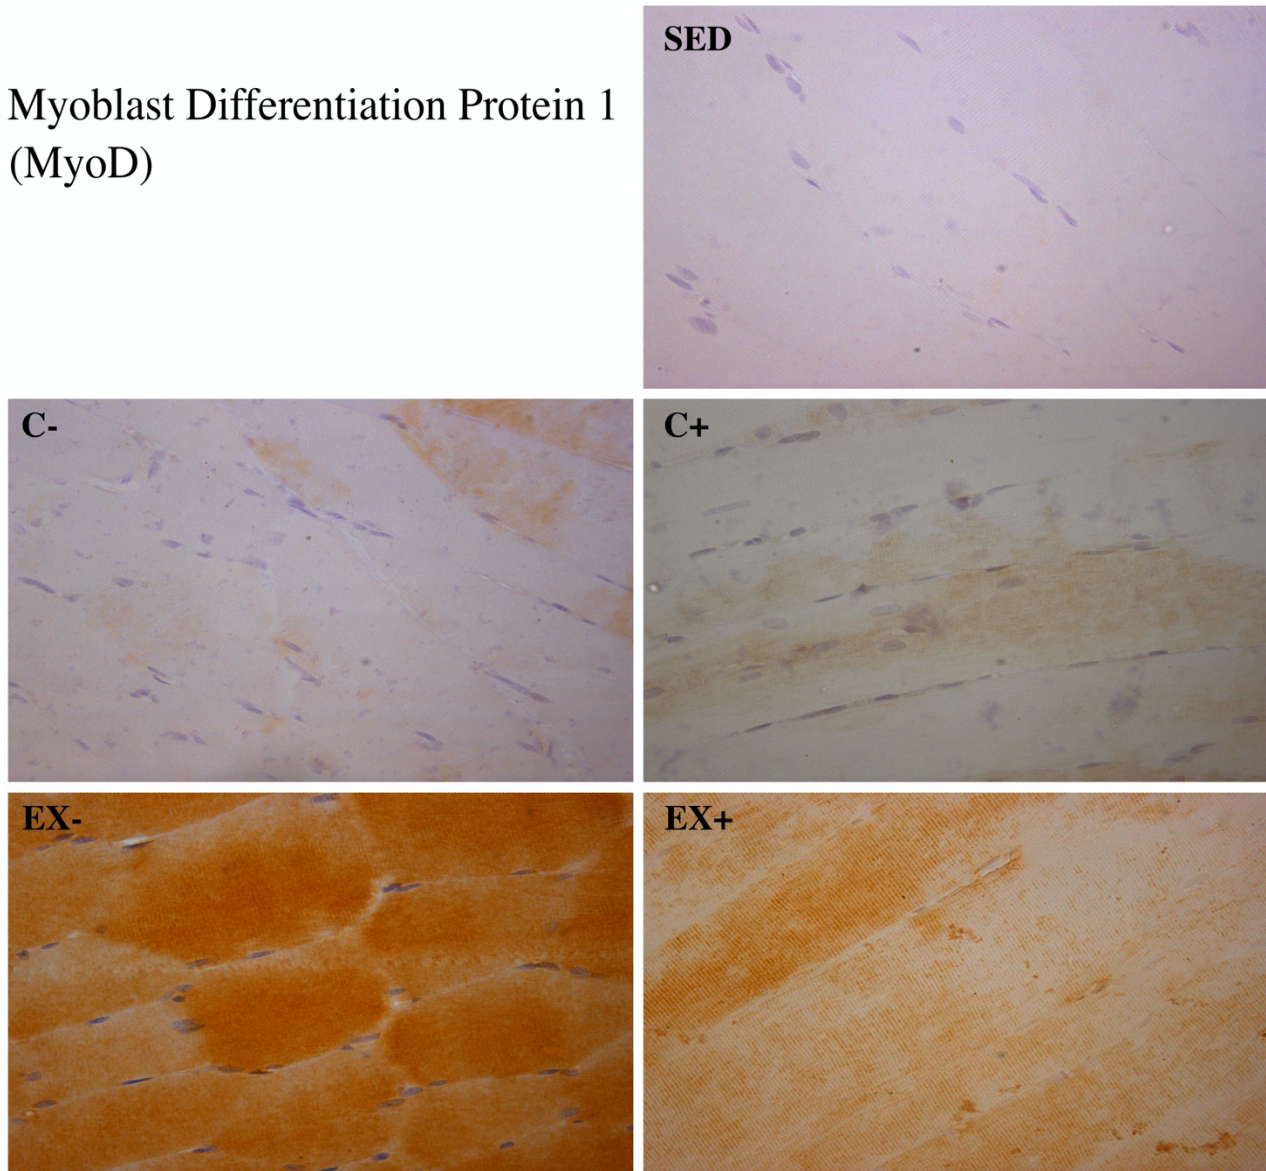 SED
Myoblast Differentiation Protein 1
(MyoD)
C-
C+
EX-
EX+